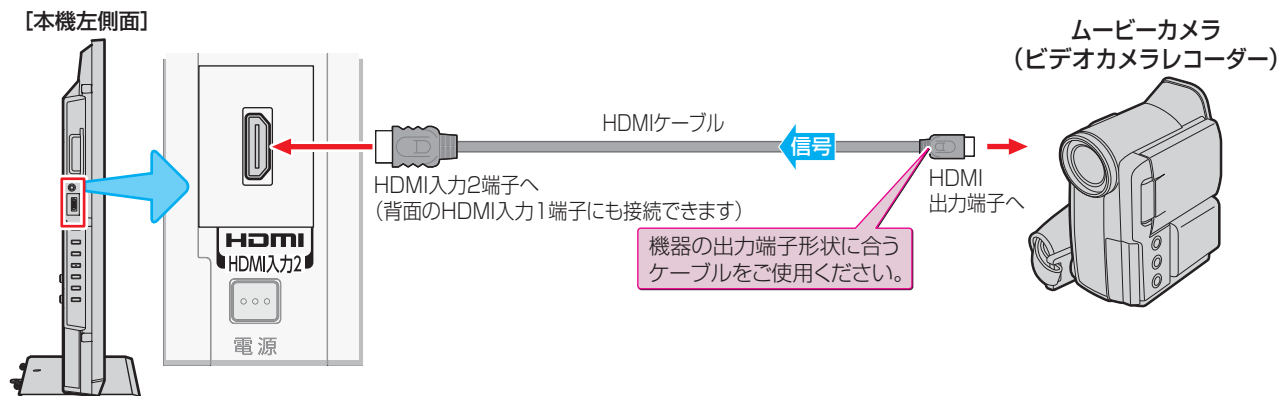 ［本機左側面］
ムービーカメラ
（ビデオカメラレコーダー）
HDMIケーブル
信号
HDMI入力2端子へ
（背面のHDMI入力1端子にも接続できます）
HDMI
出力端子へ
機器の出力端子形状に合う
ケーブルをご使用ください。
HDMI
HDMI入力2
電源